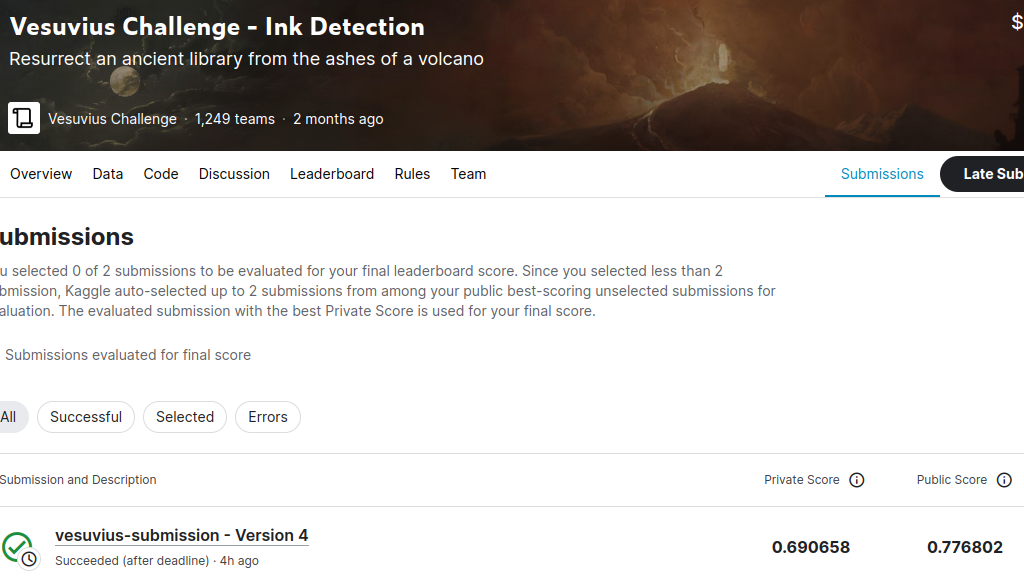 Vesuvius Challenge - Ink Detection
$
Resurrect an ancient library from the ashes of a volcano
Vesuvius Challenge · 1,249 teams · 2 months ago
Overview Data Code Discussion Leaderboard Rules Team Submissions Late Sub
ubmissions
u selected 0 of 2 submissions to be evaluated for your final leaderboard score. Since you selected less than 2
bmission, Kaggle auto-selected up to 2 submissions from among your public best-scoring unselected submissions for
aluation. The evaluated submission with the best Private Score is used for your final score.
Submissions evaluated for final score
All Successful Selected Errors
Submission and Description Private Score Public Score
vesuvius-submission - Version 4
Succeeded (after deadline) · 4h ago
0.690658 0.776802